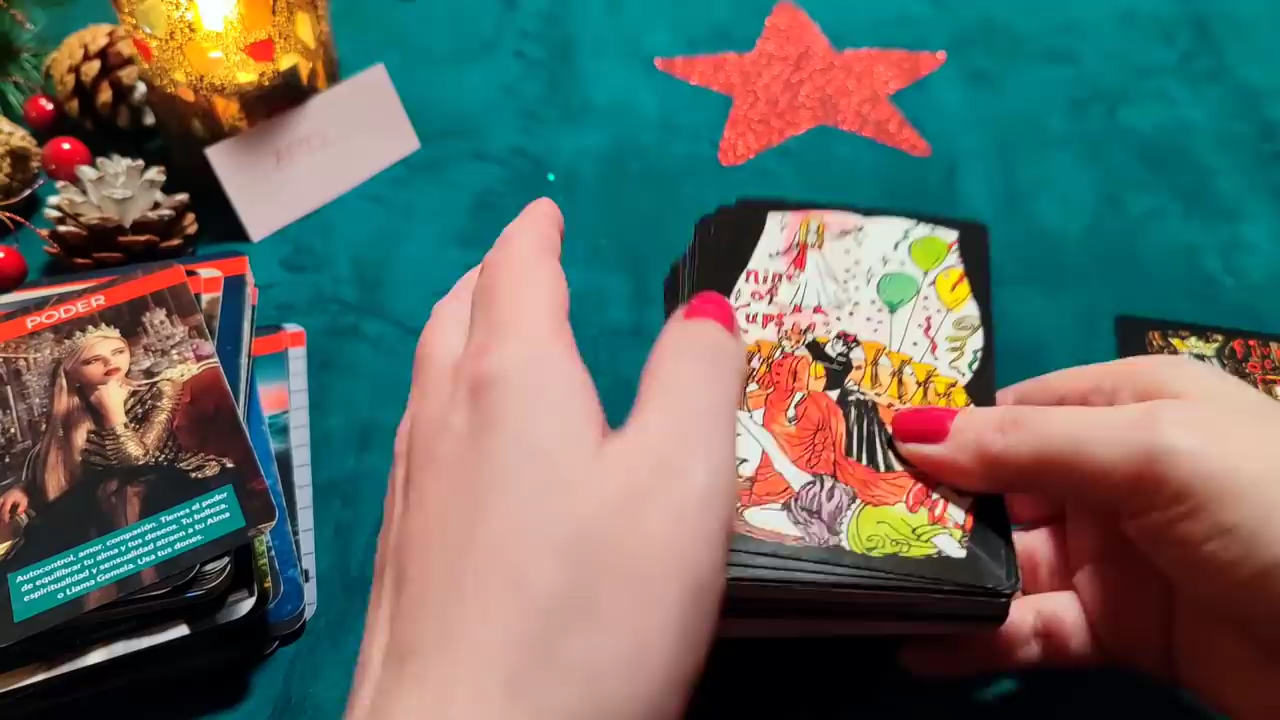 PODER
Autocontrol, amor, compasión. Tienes el poder
de equilibrar tu alma y tus deseos. Tu belleza,
espiritualidad y sensualidad atraen a tu Alma
o Llama Gemela. Usa tus dones.
nine
of
cups